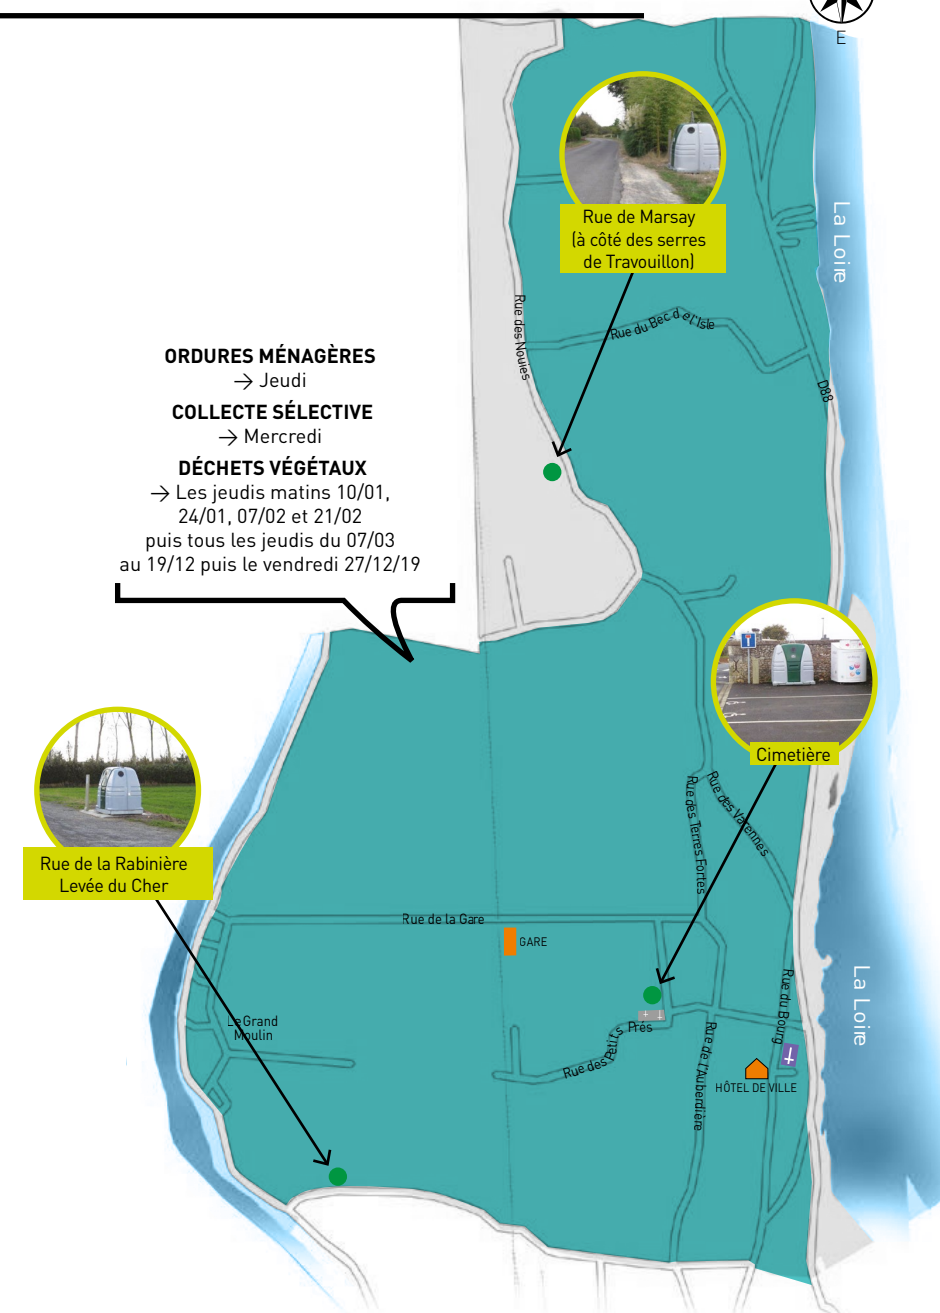 E
Rue de Marsay
(à côté des serres
de Travouillon)
La Loire
Rue des Nouies
Rue du Bec de l'Isle
D88
ORDURES MÉNAGÈRES
→ Jeudi
COLLECTE SÉLECTIVE
→ Mercredi
DÉCHETS VÉGÉTAUX
→ Les jeudis matins 10/01,
24/01, 07/02 et 21/02
puis tous les jeudis du 07/03
au 19/12 puis le vendredi 27/12/19
Cimetière
Rue des Terres Fortes
Rue des Varennes
Rue de la Rabinière
Levée du Cher
Rue de la Gare
GARE
La Loire
Rue du Bourg
Le Grand
Moulin
Rue des Petits Prés
Rue de l'Auberdière
HÔTEL DE VILLE